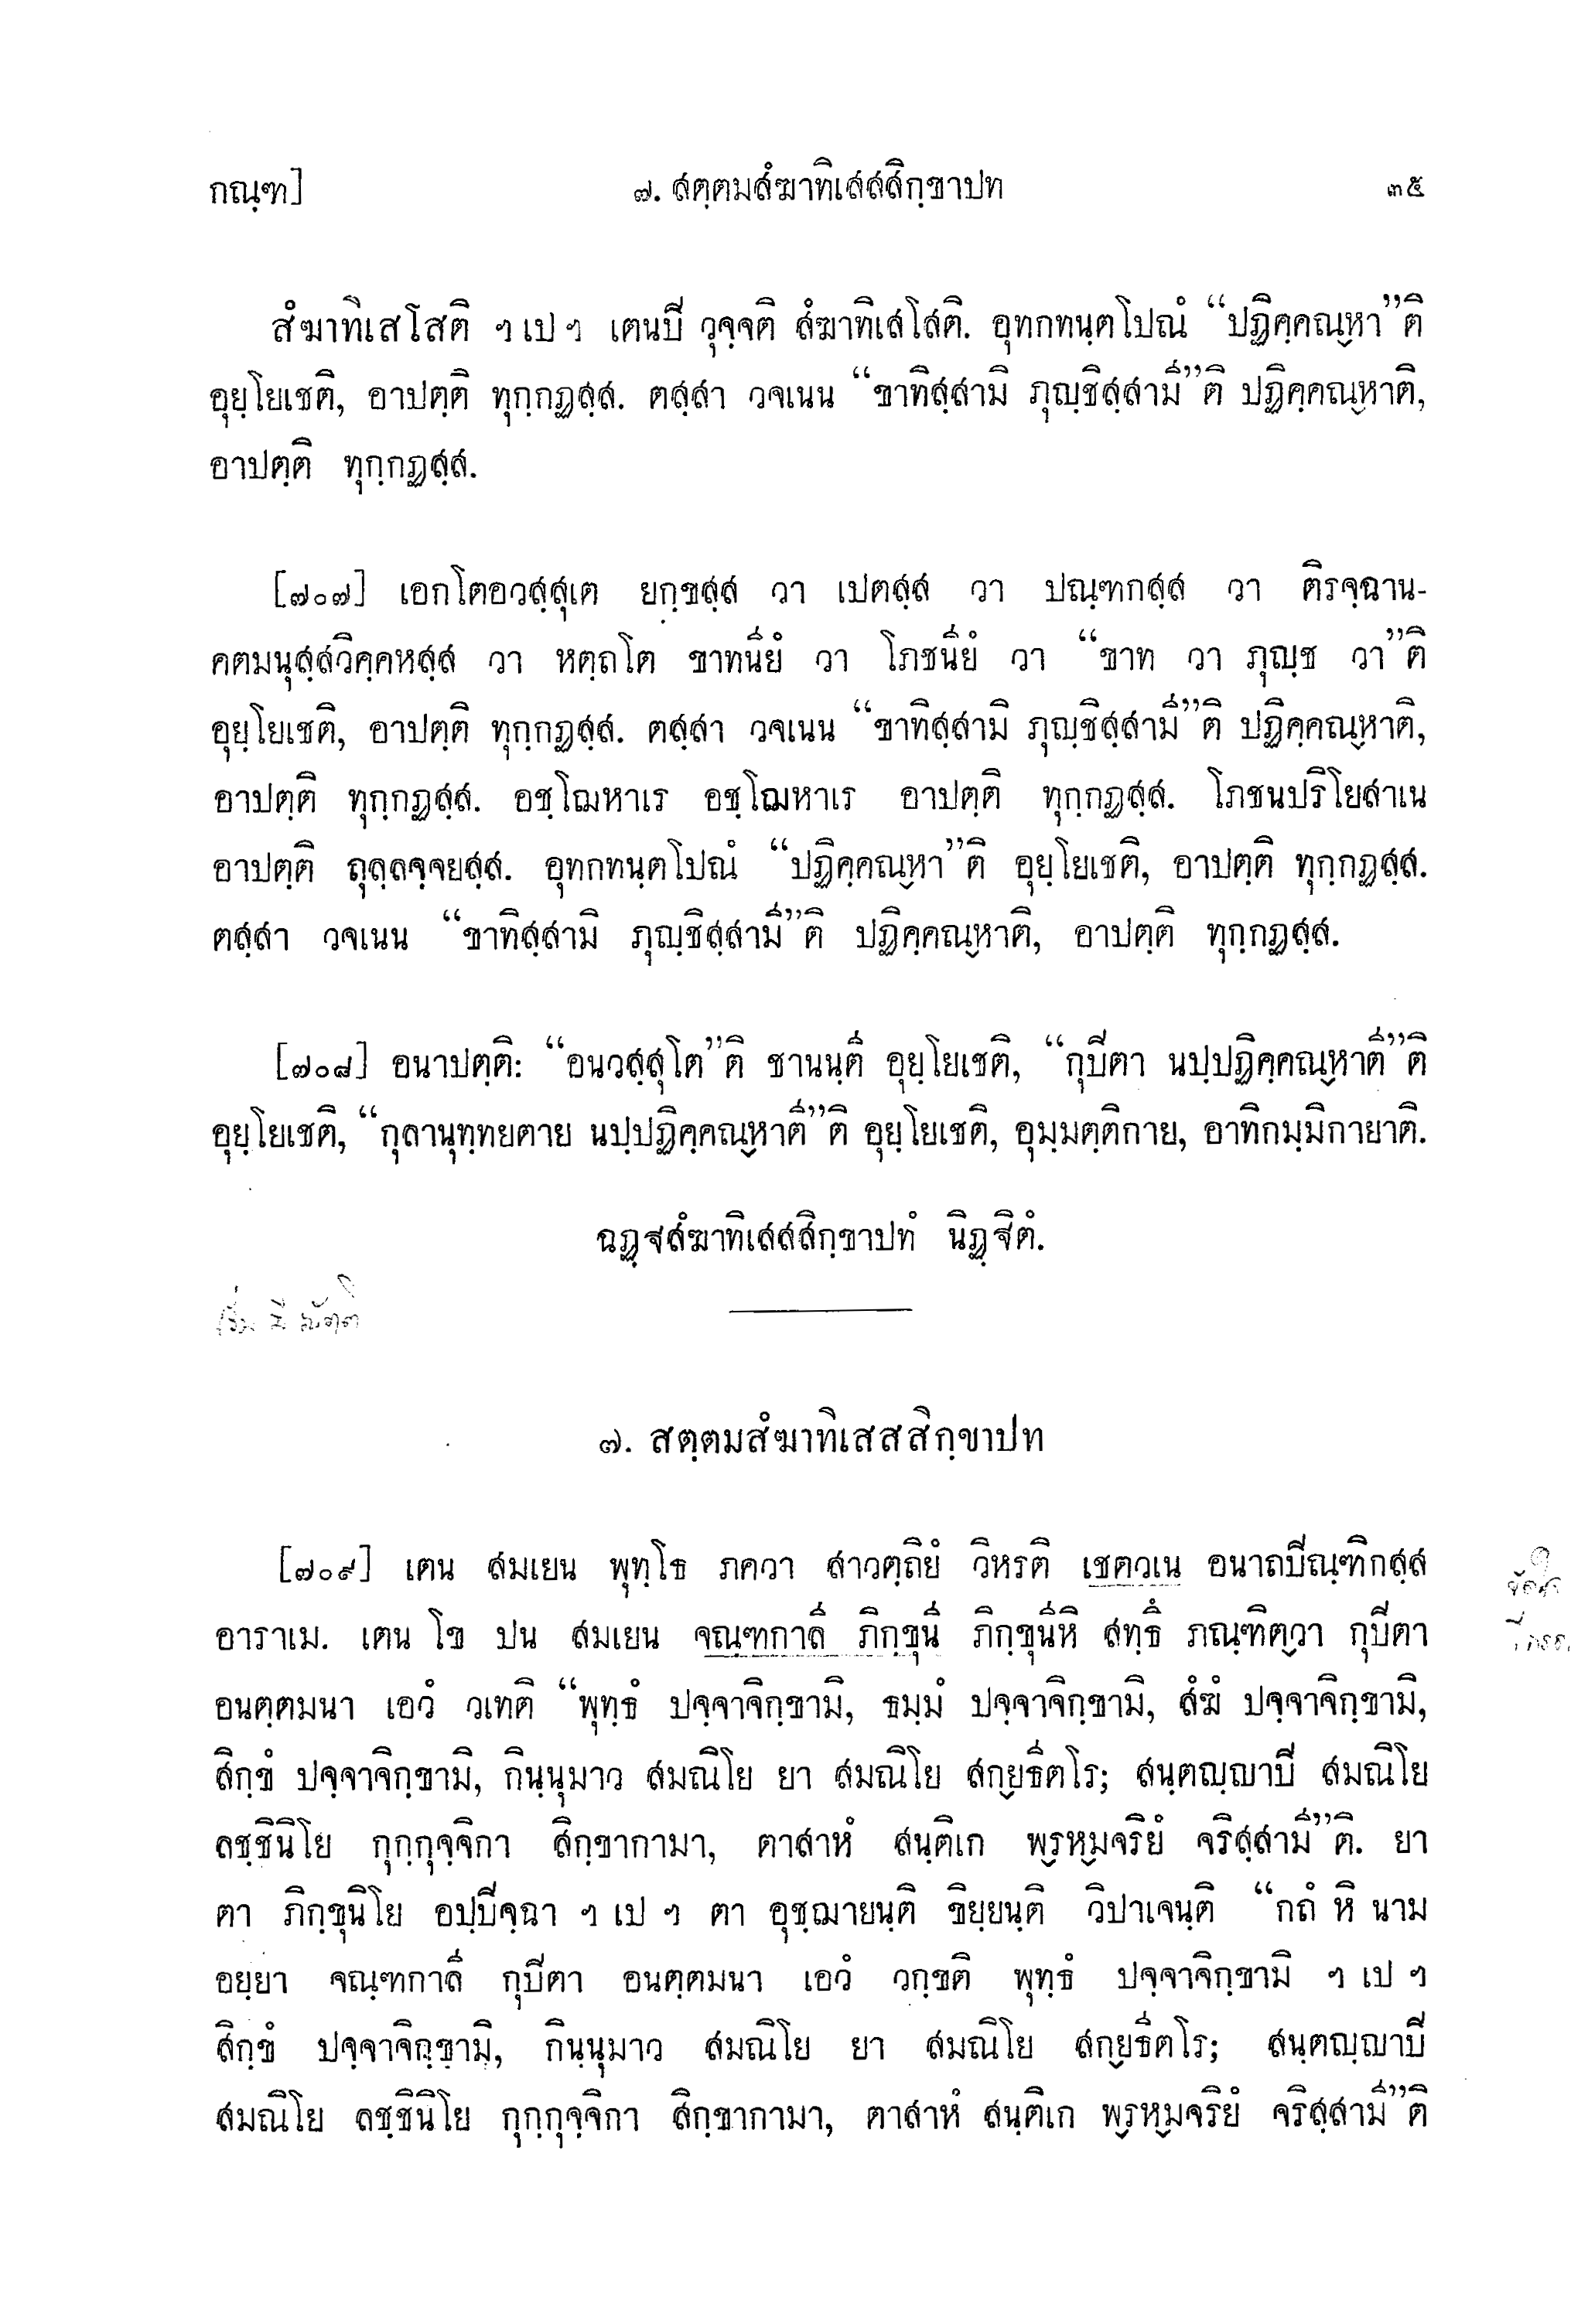 กณฺฑ] ๗. สตฺตมสํฆาทิเสสสิกฺขาปท ๓๕
สํฆาทิเสโสติ ฯ เป ฯ เตนปิ วุจฺจติ สํฆาทิเสโสติ. อุทกทนฺตโปณํ “ปฏิคฺคณฺหา”ติ
อุยฺโยเชติ, อาปตฺติ ทุกฺกฏสฺส. ตสฺสา วจเนน “ขาทิสฺสามิ ภุญฺชิสฺสามี”ติ ปฏิคฺคณฺหาติ,
อาปตฺติ ทุกฺกฏสฺส.
[๗๐๗] เอกโตอวสฺสุเต ยกฺขสฺส วา เปตสฺส วา ปณฺฑกสฺส วา ติรจฺฉาน-
คตมนุสฺสวิคฺคหสฺส วา หตฺถโต ขาทนียํ วา โภชนียํ วา “ขาท วา ภุญฺช วา”ติ
อุยฺโยเชติ, อาปตฺติ ทุกฺกฏสฺส. ตสฺสา วจเนน “ขาทิสฺสามิ ภุญฺชิสฺสามี”ติ ปฏิคฺคณฺหาติ,
อาปตฺติ ทุกฺกฏสฺส. อชฺโฌหาเร อชฺโฌหาเร อาปตฺติ ทุกฺกฏสฺส. โภชนปริโยสาเน
อาปตฺติ ถุลฺลจฺจยสฺส. อุทกทนฺตโปณํ “ปฏิคฺคณฺหา”ติ อุยฺโยเชติ, อาปตฺติ ทุกฺกฏสฺส.
ตสฺสา วจเนน “ขาทิสฺสามิ ภุญฺชิสฺสามี”ติ ปฏิคฺคณฺหาติ, อาปตฺติ ทุกฺกฏสฺส.
[๗๐๘] อนาปตฺติ: “อนวสฺสุโต”ติ ชานนฺตี อุยฺโยเชติ, “กุปิตา นปฺปฏิคฺคณฺหาตี”ติ
อุยฺโยเชติ, “กุลานุทฺทยตาย นปฺปฏิคฺคณฺหาตี”ติ อุยฺโยเชติ, อุมฺมตฺติกาย, อาทิกมฺมิกายาติ.
ฉฏฺฐสํฆาทิเสสสิกฺขาปทํ นิฏฺฐิตํ.
๗. สตฺตมสํฆาทิเสสสิกฺขาปท
[๗๐๙] เตน สมเยน พุทฺโธ ภควา สาวตฺถิยํ วิหรติ เชตวเน อนาถปิณฺฑิกสฺส
อาราเม. เตน โข ปน สมเยน จณฺฑกาลี ภิกฺขุนี ภิกฺขุนีหิ สทฺธึ ภณฺฑิตฺวา กุปิตา
อนตฺตมนา เอวํ วเทติ “พุทฺธํ ปจฺจาจิกฺขามิ, ธมฺมํ ปจฺจาจิกฺขามิ, สํฆํ ปจฺจาจิกฺขามิ,
สิกฺขํ ปจฺจาจิกฺขามิ, กินฺนุมาว สมณิโย ยา สมณิโย สกฺยธีตโร; สนฺตญฺญาปิ สมณิโย
ลชฺชินิโย กุกฺกุจฺจิกา สิกฺขากามา, ตาสาหํ สนฺติเก พฺรหฺมจริยํ จริสฺสามี”ติ. ยา
ตา ภิกฺขุนิโย อปฺปิจฺฉา ฯ เป ฯ ตา อุชฺฌายนฺติ ขิยฺยนฺติ วิปาเจนฺติ “กถํ หิ นาม
อยฺยา จณฺฑกาลี กุปิตา อนตฺตมนา เอวํ วกฺขติ พุทฺธํ ปจฺจาจิกฺขามิ ฯ เป ฯ
สิกฺขํ ปจฺจาจิกฺขามิ, กินฺนุมาว สมณิโย ยา สมณิโย สกฺยธีตโร; สนฺตญฺญาปิ
สมณิโย ลชฺชินิโย กุกฺกุจฺจิกา สิกฺขากามา, ตาสาหํ สนฺติเก พฺรหฺมจริยํ จริสฺสามี”ติ